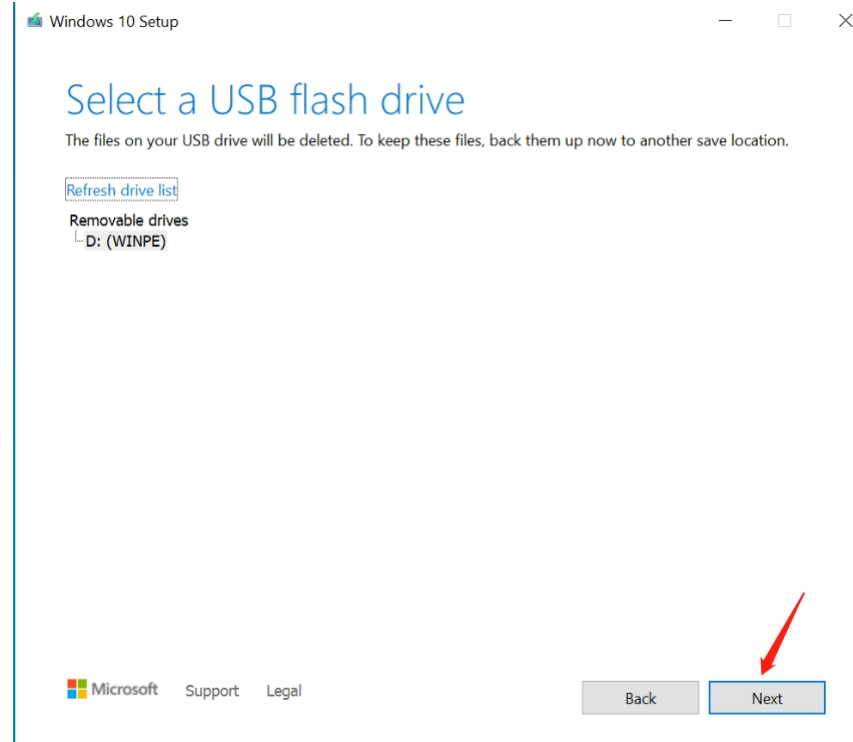 Windows 10 Setup
Select a USB flash drive
The files on your USB drive will be deleted. To keep these files, back them up now to another save location.
Refresh drive list
Removable drives
D: (WINPE)
Microsoft Support Legal
Back Next